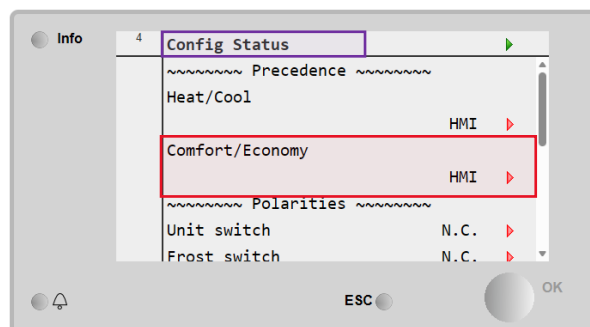 Info
4 Config Status
~~~~~~~~ Precedence ~~~~~~~~
Heat/Cool
HMI
Comfort/Economy
HMI
~~~~~~~~ Polarities ~~~~~~~~
Unit switch N.C.
Frost switch N.C.
ESC
OK